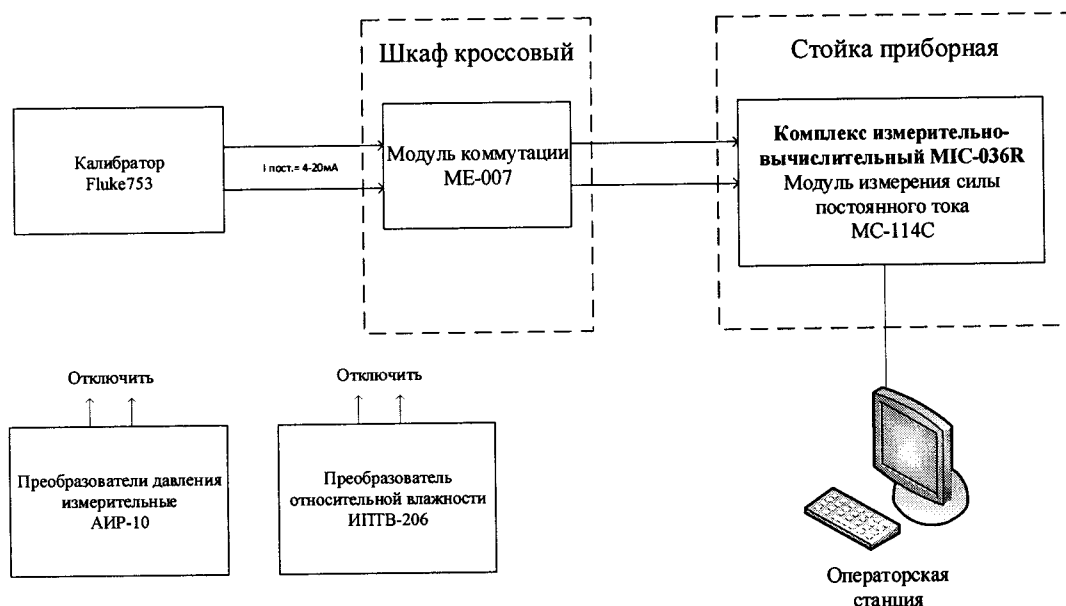 Шкаф кроссовый
Стойка приборная
Калибратор
Fluke753
I пост.= 4-20мА
Модуль коммутации
МЕ-007
Комплекс измерительно-
вычислительный MIC-036R
Модуль измерения силы
постоянного тока
МС-114С
Отключить
Отключить
Преобразователи давления
измерительные
АИР-10
Преобразователь
относительной влажности
ИПТВ-206
Операторская
станция